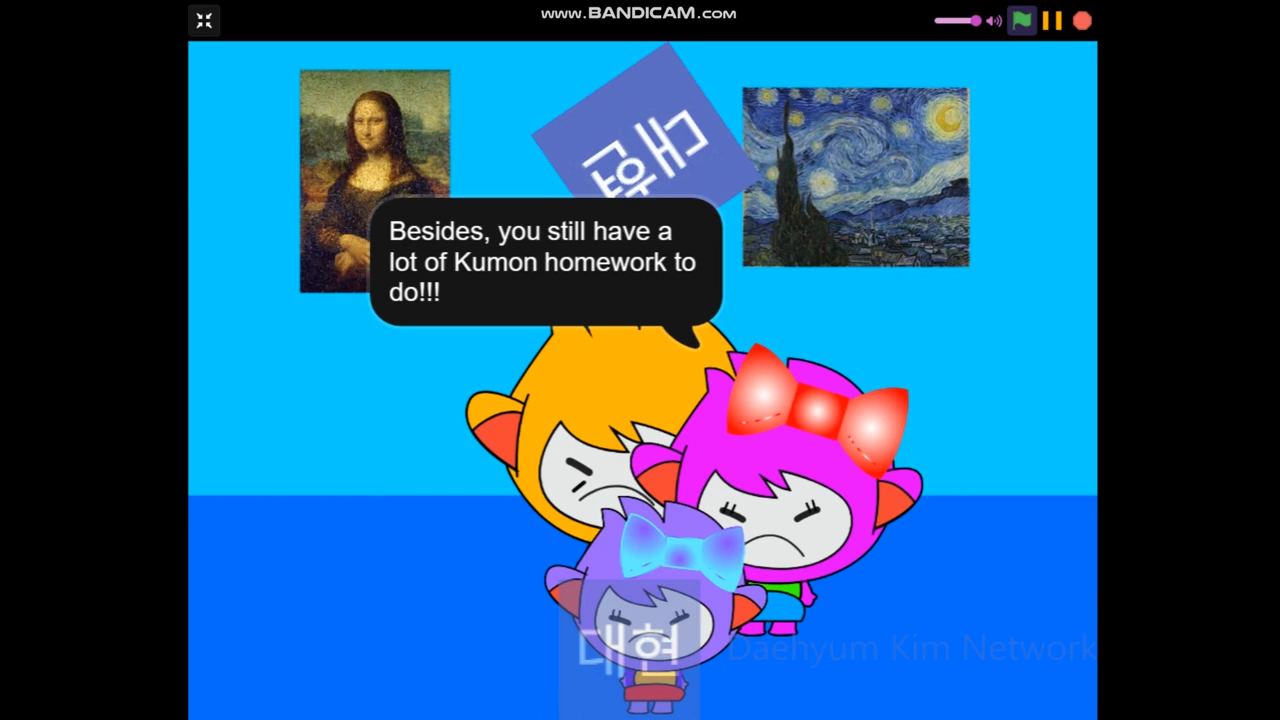 www.BANDICAM.com
Besides, you still have a
lot of Kumon homework to
do!!!
대현
Daehyum Kim Network